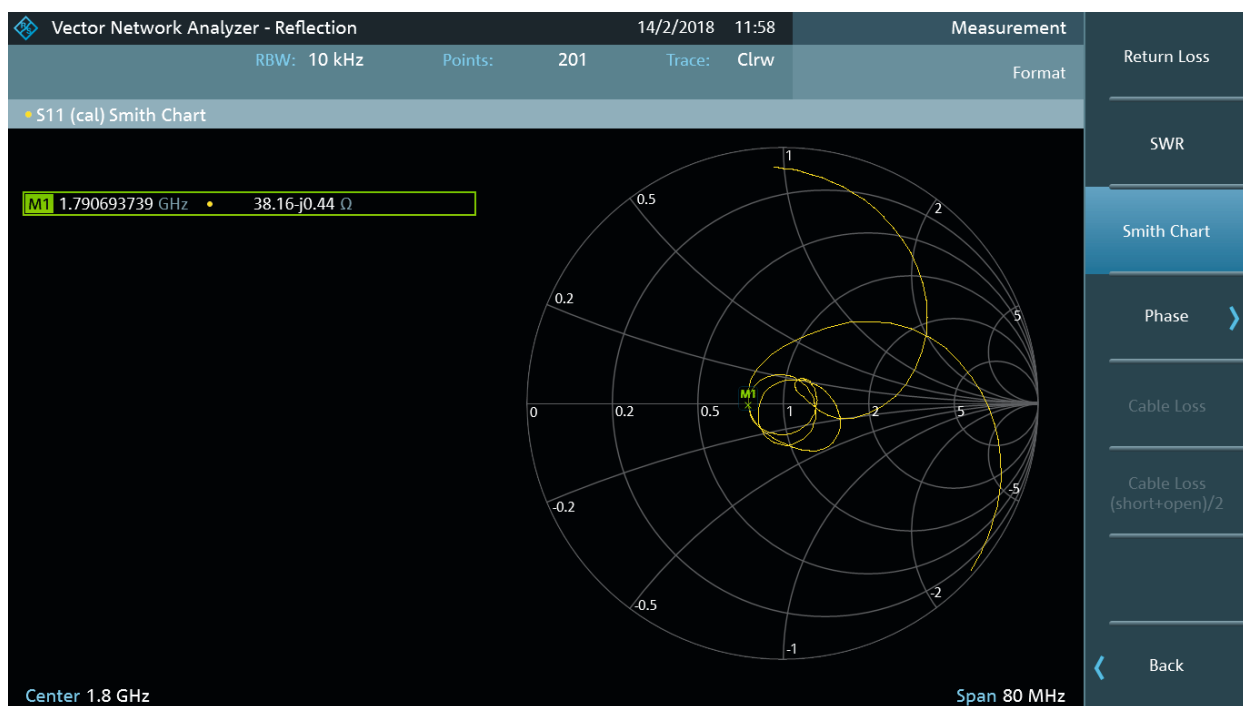 Vector Network Analyzer - Reflection 14/2/2018 11:58 Measurement
RBW: 10 kHz Points: 201 Trace: Clrw Format
S11 (cal) Smith Chart
M1 1.790693739 GHz 38.16-j0.44 Ω
1
0.5
2
0.2
5
M1
0 0.2 0.5 1 2 5
-0.2
-5
-0.5
-2
-1
Center 1.8 GHz Span 80 MHz
Return Loss
SWR
Smith Chart
Phase
Cable Loss
Cable Loss
(short+open)/2
Back